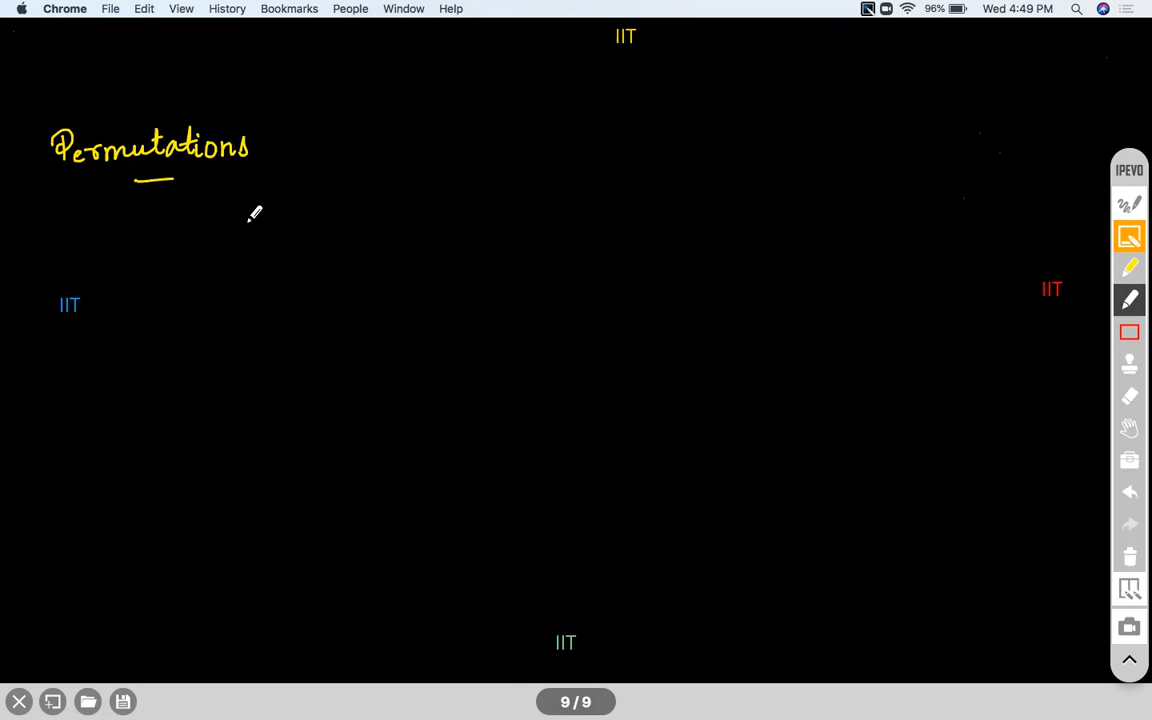 Chrome File Edit View History Bookmarks People Window Help 96% Wed 4:49 PM
IIT
Permutations
IPEVO
IIT
IIT
IIT
9 / 9